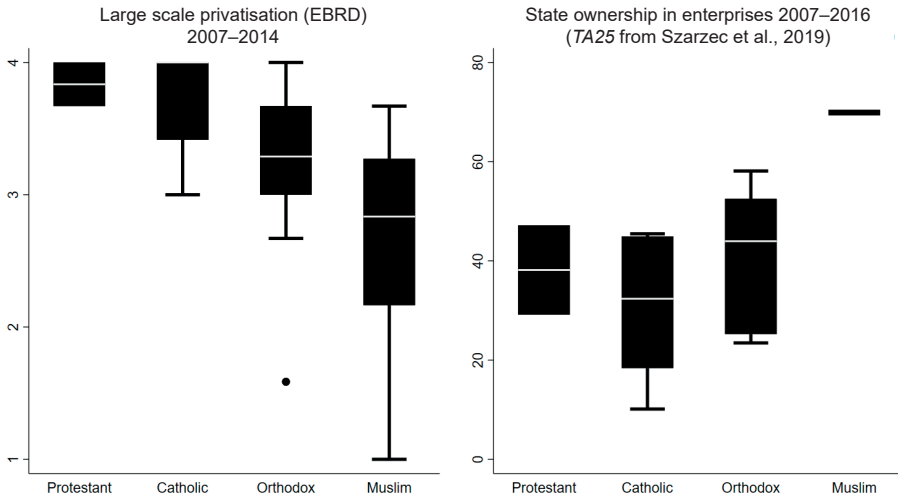 Large scale privatisation (EBRD)
2007–2014
4
3
2
1
Protestant Catholic Orthodox Muslim
State ownership in enterprises 2007–2016
(TA25 from Szarzec et al., 2019)
80
60
40
20
0
Protestant Catholic Orthodox Muslim